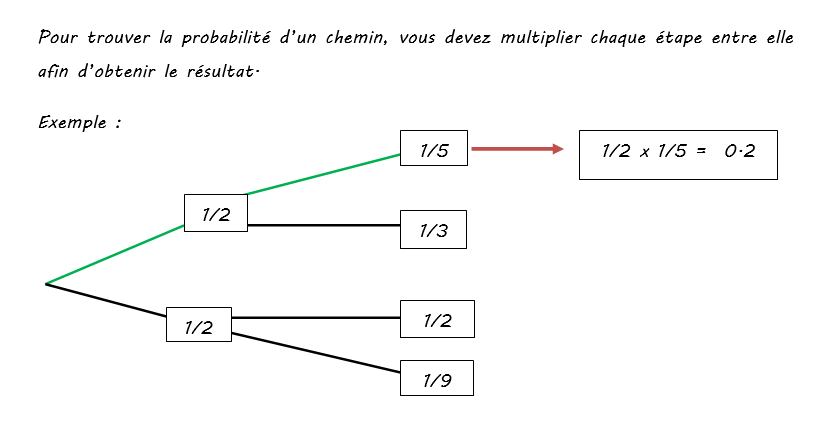 Pour trouver la probabilité d'un chemin, vous devez multiplier chaque étape entre elle
afin d'obtenir le résultat.
Exemple :
1/5
1/2 x 1/5 = 0.2
1/2
1/3
1/2
1/2
1/9